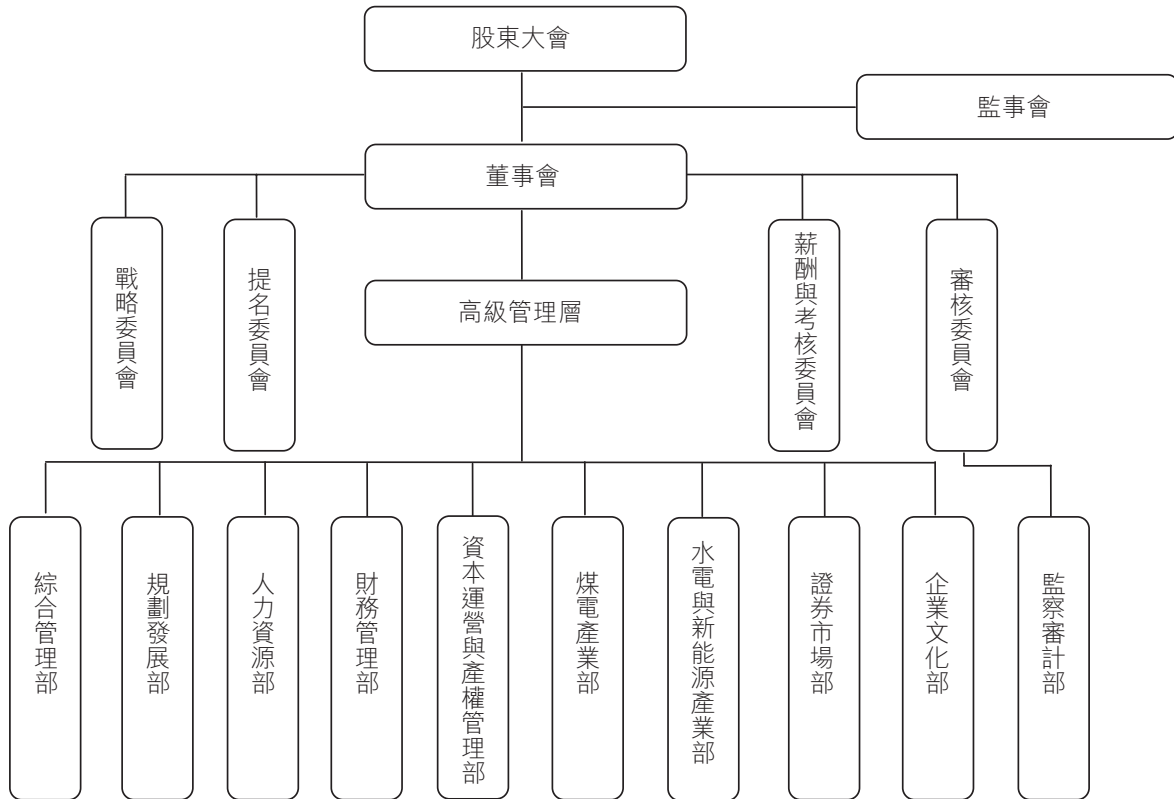 股東大會
監事會
董事會
戰略委員會
提名委員會
高級管理層
薪酬與考核委員會
審核委員會
綜合管理部
規劃發展部
人力資源部
財務管理部
資本運營與產權管理部
煤電產業部
水電與新能源產業部
證券市場部
企業文化部
監察審計部